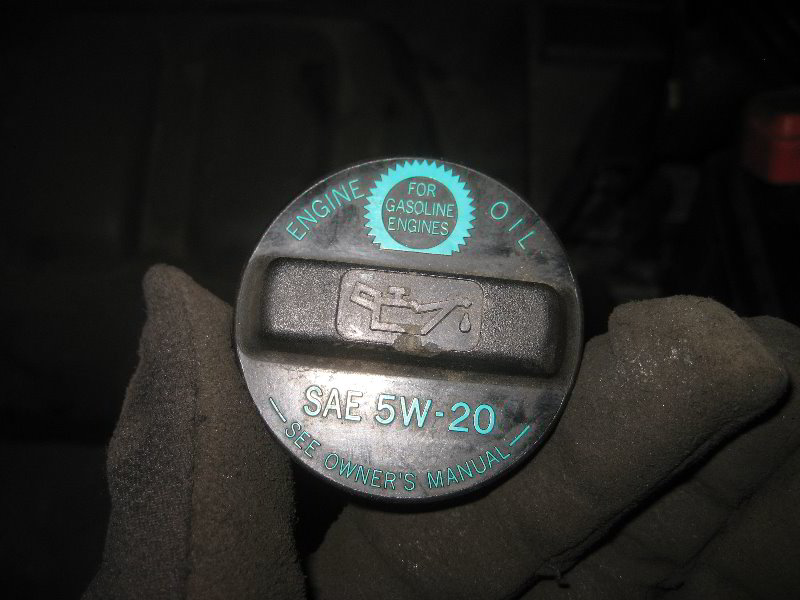 ENGINE OIL
FOR
GASOLINE
ENGINES
SAE 5W-20
—SEE OWNER'S MANUAL—